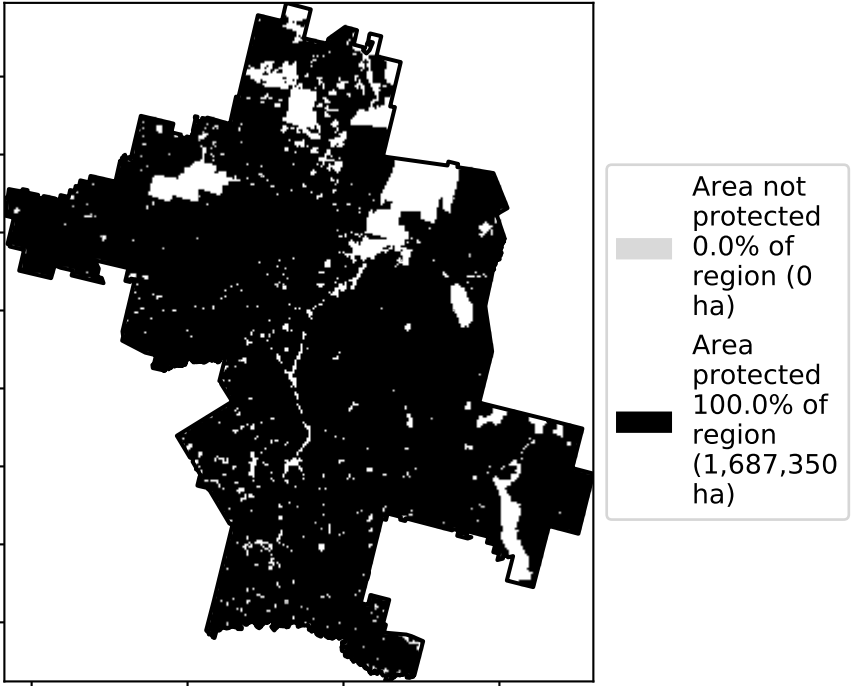 Area not
protected
0.0% of
region (0
ha)
Area
protected
100.0% of
region
(1,687,350
ha)